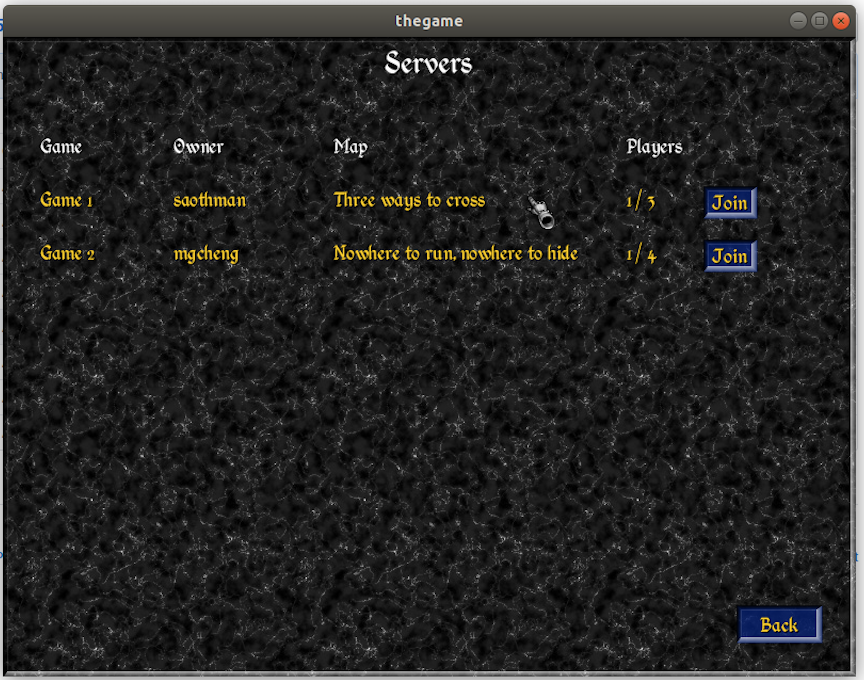 thegame
Servers
Game Owner Map Players
Game 1 saothman Three ways to cross 1 / 3 Join
Game 2 mgcheng Nowhere to run, nowhere to hide 1 / 4 Join
Back